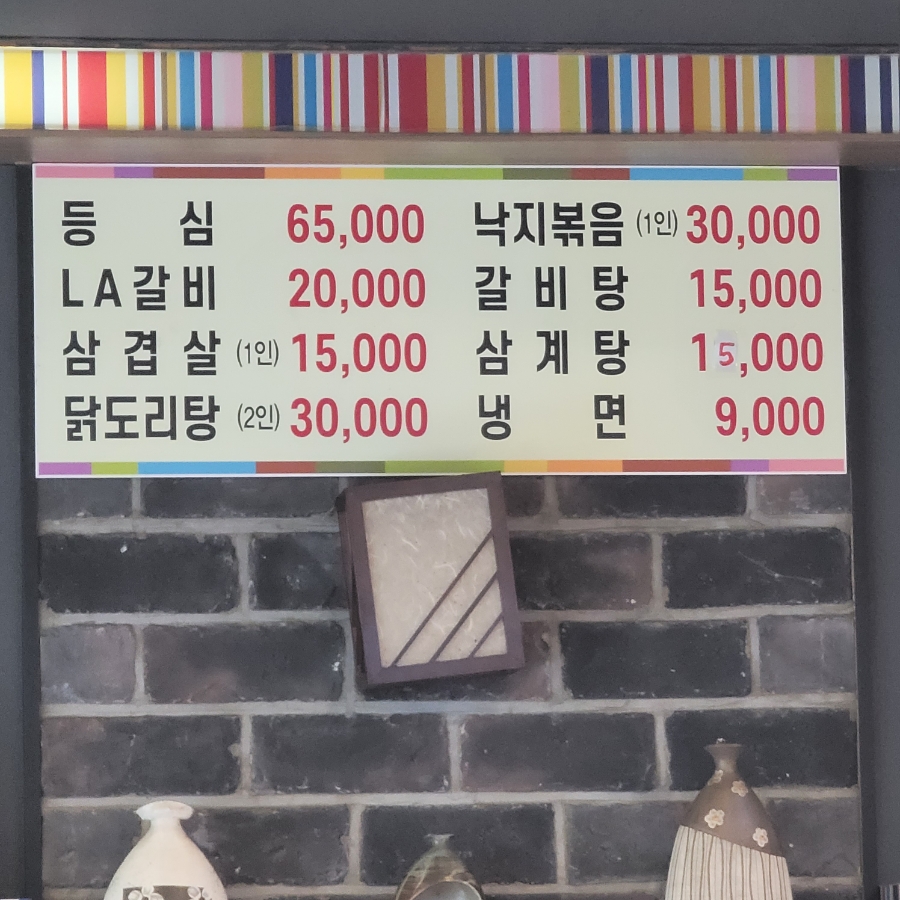 등 심 65,000
LA갈비 20,000
삼 겹 살 (1인) 15,000
닭도리탕 (2인) 30,000
낙지볶음 (1인) 30,000
갈 비 탕 15,000
삼 계 탕 15,000
냉 면 9,000